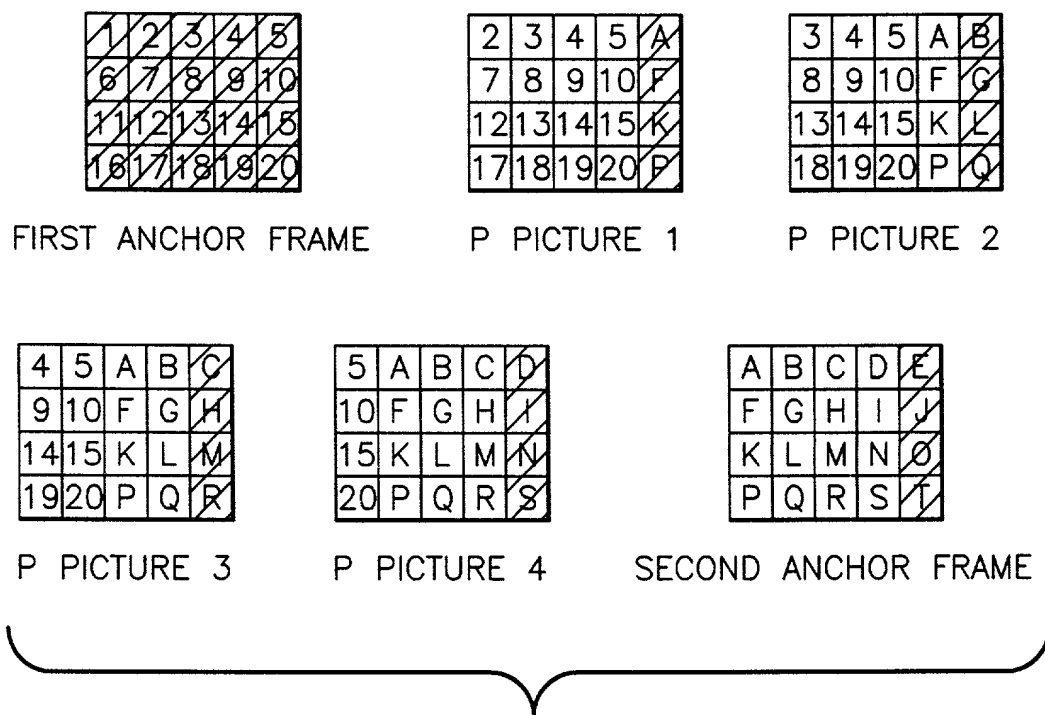 1 2 3 4 5
6 7 8 9 10
11 12 13 14 15
16 17 18 19 20
FIRST ANCHOR FRAME
2 3 4 5 A
7 8 9 10 F
12 13 14 15 K
17 18 19 20 P
P PICTURE 1
3 4 5 A B
8 9 10 F G
13 14 15 K L
18 19 20 P Q
P PICTURE 2
4 5 A B C
9 10 F G H
14 15 K L M
19 20 P Q R
P PICTURE 3
5 A B C D
10 F G H I
15 K L M N
20 P Q R S
P PICTURE 4
A B C D E
F G H I J
K L M N O
P Q R S T
SECOND ANCHOR FRAME